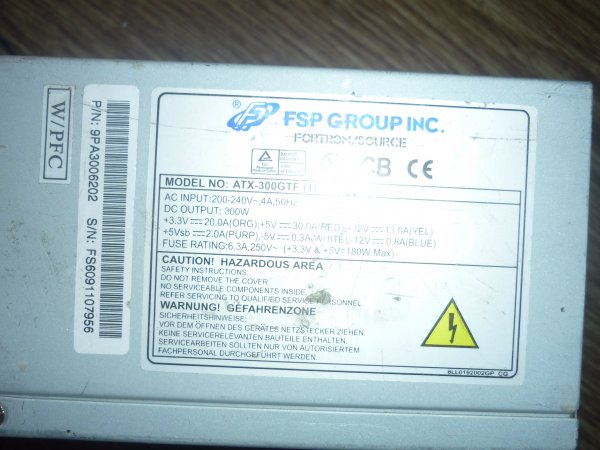 W/PFC
P/N: 9PA3006202 S/N: FS6091107956
FSP GROUP INC.
FORTRON/SOURCE
CB CE
MODEL NO: ATX-300GTF
AC INPUT:200-240V~,4A,50Hz
DC OUTPUT: 300W
+3.3V 20.0A(ORG),+5V 30.0A(RED), 12V 13.0A(YEL)
+5Vsb 2.0A(PURP),-5V 0.3A(WHITE),-12V 0.8A(BLUE)
FUSE RATING:6.3A,250V~ (+3.3V & +5V=180W Max)
CAUTION! HAZARDOUS AREA
SAFETY INSTRUCTIONS:
DO NOT REMOVE THE COVER
NO SERVICEABLE COMPONENTS INSIDE.
REFER SERVICING TO QUALIFIED SERVICE PERSONNEL
WARNUNG! GEFAHRENZONE
SICHERHEITSHINWEISE:
VOR DEM ÖFFNEN DES GERÄTES NETZSTECKER ZIEHEN,
KEINE SERVICERELEVANTEN BAUTEILE ENTHALTEN,
SERVICEARBEITEN SOLLTEN NUR VON AUTORISIERTEM
FACHPERSONAL DURCHGEFÜHRT WERDEN.
6LL0192002GP CG